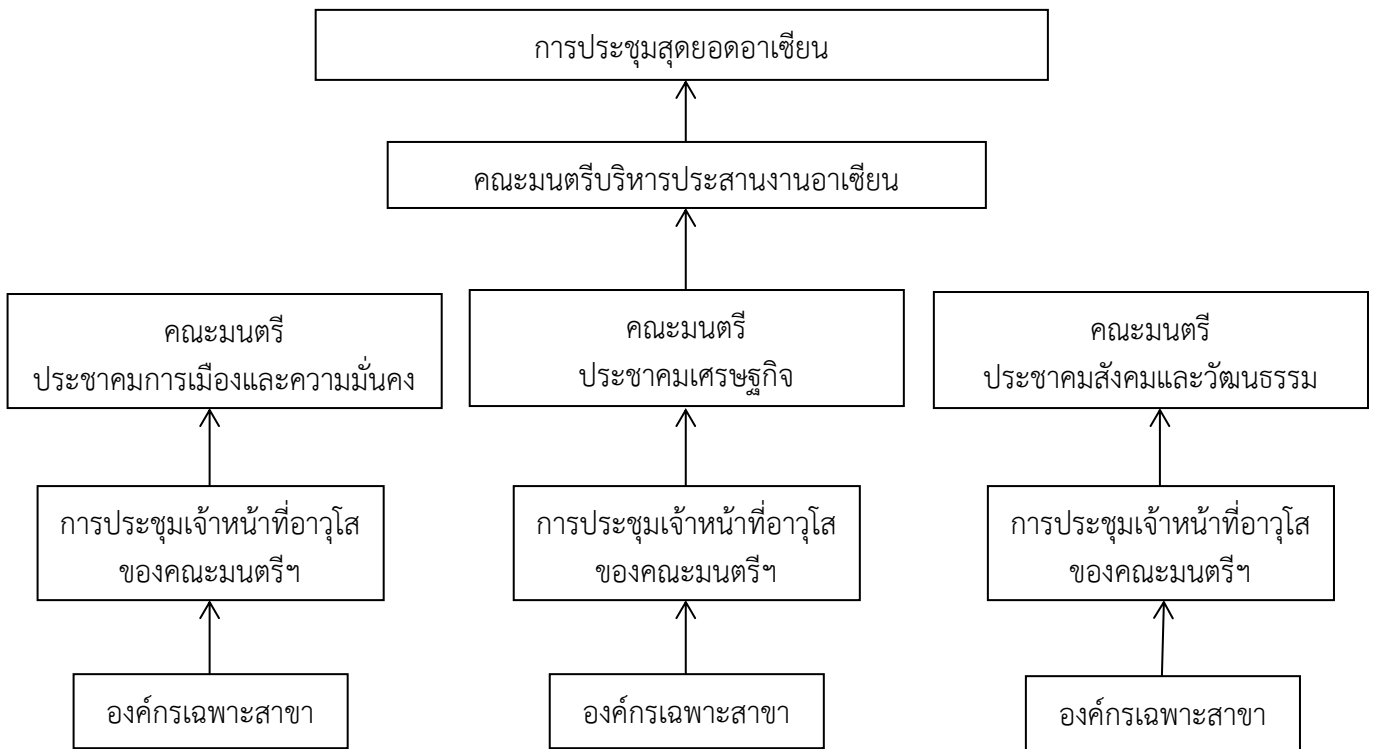 การประชุมสุดยอดอาเซียน
คณะมนตรีบริหารประสานงานอาเซียน
คณะมนตรี
ประชาคมการเมืองและความมั่นคง
คณะมนตรี
ประชาคมเศรษฐกิจ
คณะมนตรี
ประชาคมสังคมและวัฒนธรรม
การประชุมเจ้าหน้าที่อาวุโส
ของคณะมนตรีฯ
การประชุมเจ้าหน้าที่อาวุโส
ของคณะมนตรีฯ
การประชุมเจ้าหน้าที่อาวุโส
ของคณะมนตรีฯ
องค์กรเฉพาะสาขา
องค์กรเฉพาะสาขา
องค์กรเฉพาะสาขา